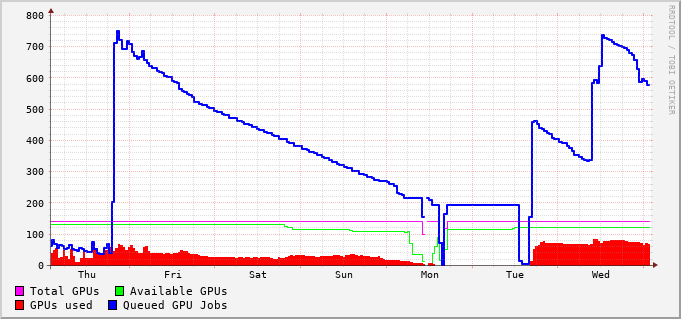 800
700
600
500
400
300
200
100
0
Thu Fri Sat Sun Mon Tue Wed
Total GPUs Available GPUs
GPUs used Queued GPU Jobs
RRDTOOL / TOBI OETIKER